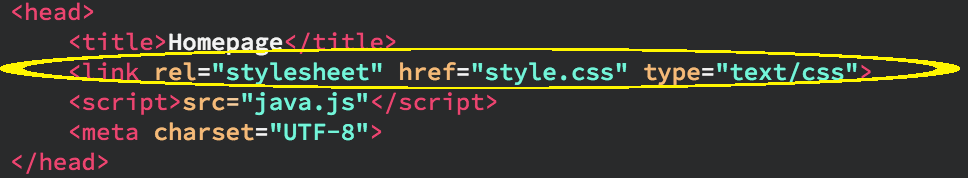 <head>
<title>Homepage</title>
<link rel="stylesheet" href="style.css" type="text/css">
<script>src="java.js"</script>
<meta charset="UTF-8">
</head>